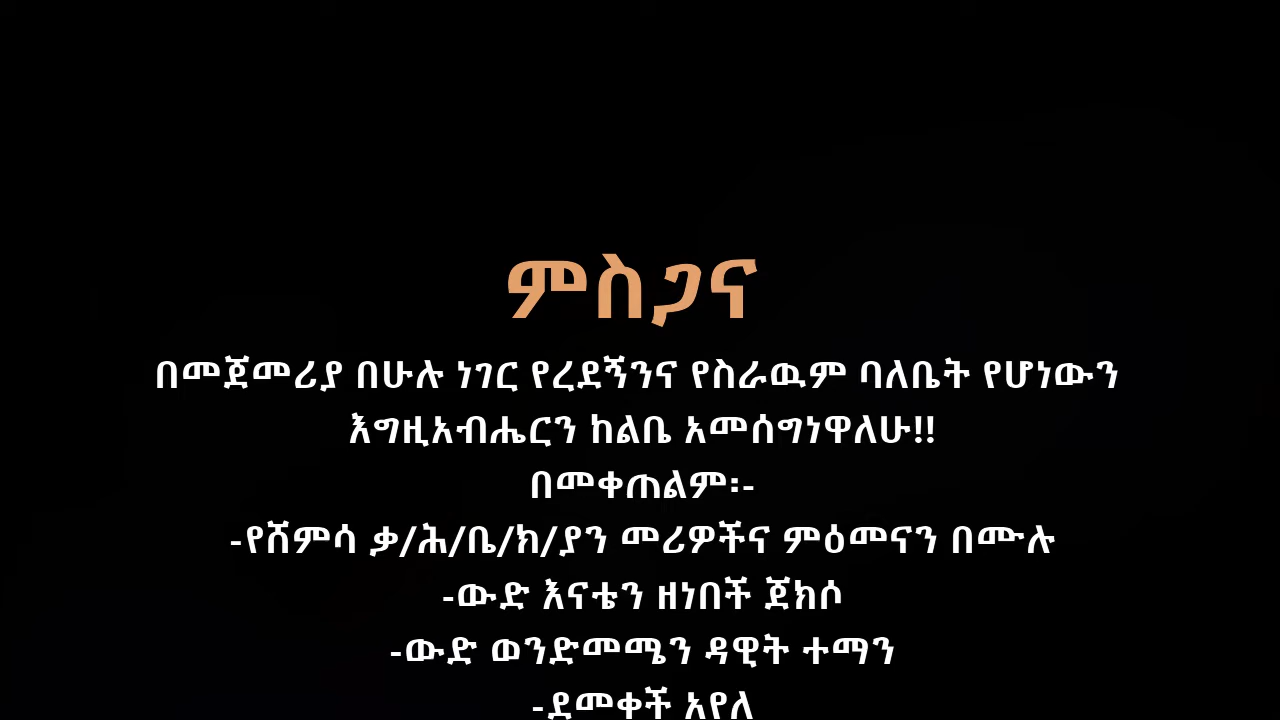 ምስጋና
በመጀመሪያ በሁሉ ነገር የረደኝንና የስራዉም ባለቤት የሆነውን
እግዚአብሔርን ከልቤ አመሰግነዋለሁ!!
በመቀጠልም፡-
-የሸምሳ ቃ/ሕ/ቤ/ክ/ያን መሪዎችና ምዕመናን በሙሉ
-ውድ እናቴን ዘነበች ጀክሶ
-ውድ ወንድመሜን ዳዊት ተማን
-ደመቀች አየለ